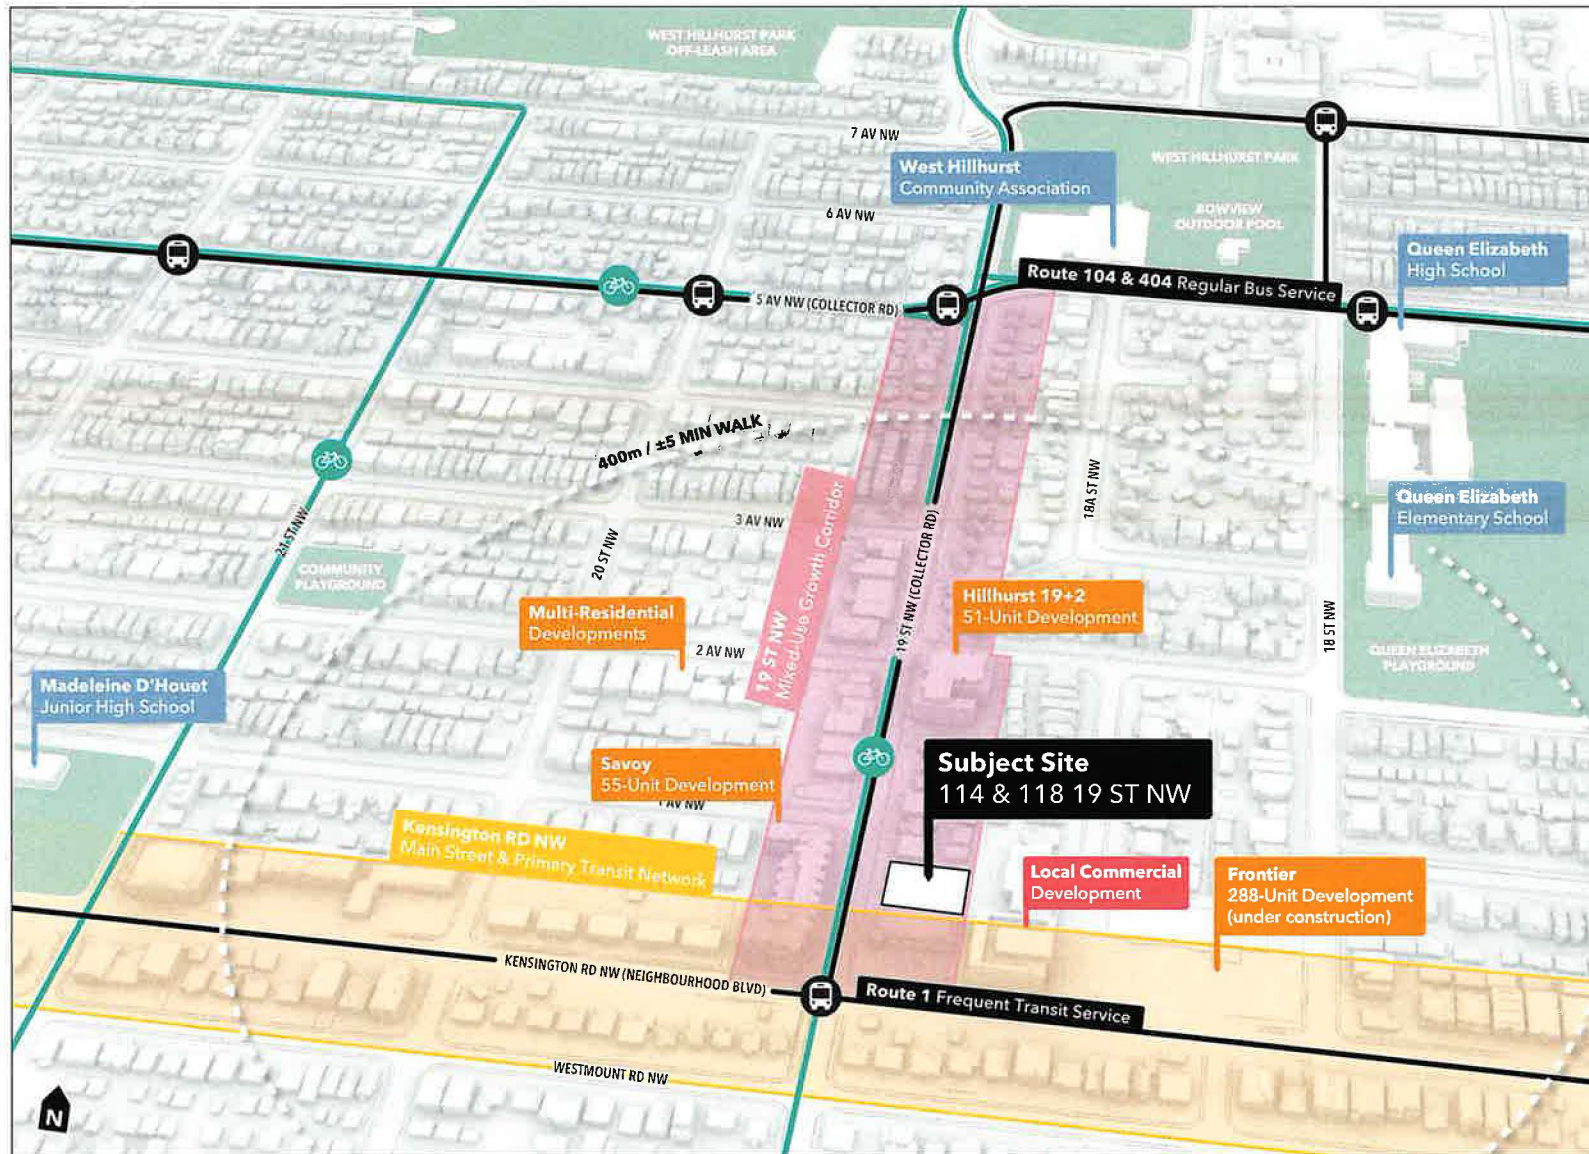 WEST HILLHURST PARK
OFF-LEASH AREA
7 AV NW
West Hillhurst
Community Association
WEST HILLHURST PARK
6 AV NW
BOWVIEW
OUTDOOR POOL
Queen Elizabeth
High School
Route 104 & 404 Regular Bus Service
5 AV NW (COLLECTOR RD)
400m / ±5 MIN WALK
19 ST NW
Mixed-Use Growth Corridor
3 AV NW
18A ST NW
Queen Elizabeth
Elementary School
21 ST NW
20 ST NW
19 ST NW (COLLECTOR RD)
COMMUNITY
PLAYGROUND
Multi-Residential
Developments
Hillhurst 19+2
51-Unit Development
18 ST NW
2 AV NW
QUEEN ELIZABETH
PLAYGROUND
Madeleine D'Houet
Junior High School
Savoy
55-Unit Development
Subject Site
114 & 118 19 ST NW
1 AV NW
Kensington RD NW
Main Street & Primary Transit Network
Local Commercial
Development
Frontier
288-Unit Development
(under construction)
KENSINGTON RD NW (NEIGHBOURHOOD BLVD)
Route 1 Frequent Transit Service
WESTMOUNT RD NW
N